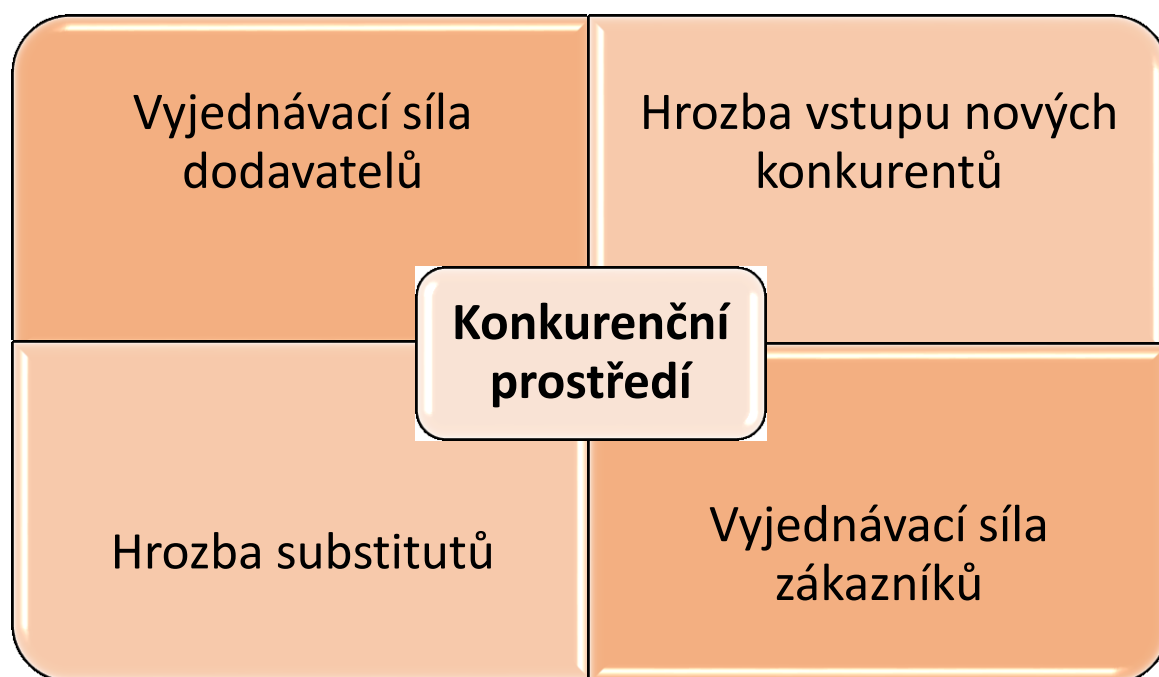 Vyjednávací síla
dodavatelů
Hrozba vstupu nových
konkurentů
Konkurenční
prostředí
Hrozba substitutů
Vyjednávací síla
zákazníků